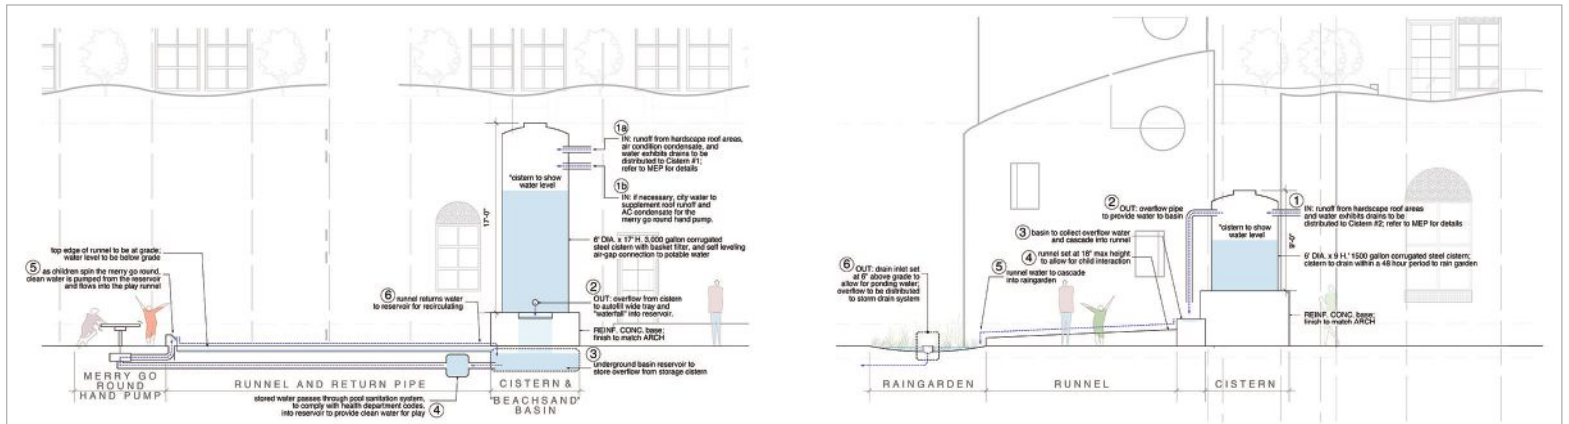 1a
IN: runoff from hardscape roof areas,
air condition condensate, and
water exhibits drains to be
distributed to Cistern #1;
refer to MEP for details
*cistern to show
water level
1b
IN: if necessary, city water to
supplement roof runoff and
AC condensate for the
merry go round hand pump.
17'-0"
6' DIA. x 17' H. 3,000 gallon corrugated
steel cistern with basket filter, and self leveling
air-gap connection to potable water
top edge of runnel to be at grade;
water level to be below grade
5 as children spin the merry go round,
clean water is pumped from the reservoir
and flows into the play runnel
6 runnel returns water
to reservoir for recirculating
2
OUT: overflow from cistern
to autofill wide tray and
"waterfall" into reservoir.
REINF. CONC. base;
finish to match ARCH
3
underground basin reservoir to
store overflow from storage cistern
MERRY GO
ROUND
HAND PUMP
RUNNEL AND RETURN PIPE
CISTERN &
"BEACHSAND"
BASIN
stored water passes through pool sanitation system,
to comply with health department codes,
into reservoir to provide clean water for play
4
2
OUT: overflow pipe
to provide water to basin
3 basin to collect overflow water
and cascade into runnel
4 runnel set at 18" max height
to allow for child interaction
*cistern to show
water level
1
IN: runoff from hardscape roof areas
and water exhibits drains to be
distributed to Cistern #2; refer to MEP for details
9'-0"
6' DIA. x 9 H.' 1500 gallon corrugated steel cistern;
cistern to drain within a 48 hour period to rain garden
6
OUT: drain inlet set
at 6" above grade to
allow for ponding water;
overflow to be distributed
to storm drain system
5
runnel water to cascade
into raingarden
REINF. CONC. base;
finish to match ARCH
RAINGARDEN
RUNNEL
CISTERN